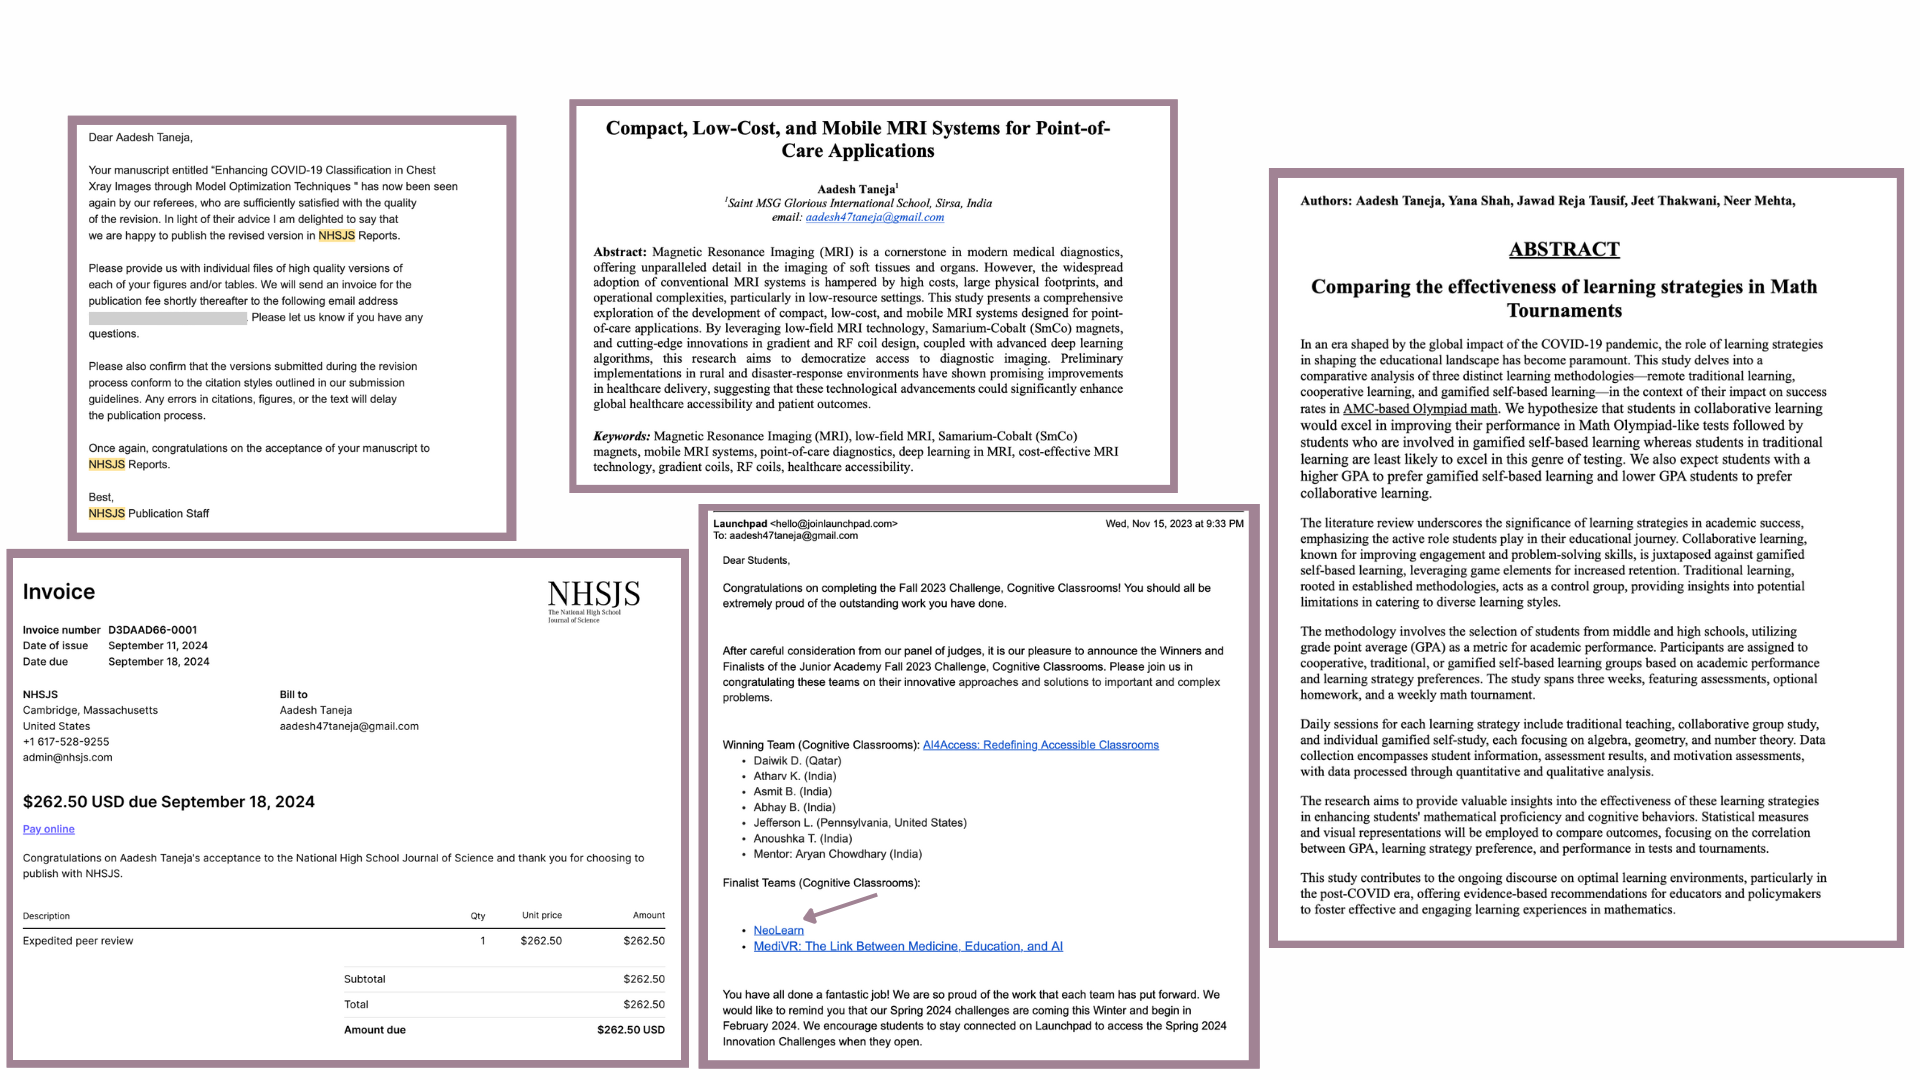 Dear Aadesh Taneja,
Your manuscript entitled "Enhancing COVID-19 Classification in Chest
Xray Images through Model Optimization Techniques " has now been seen
again by our referees, who are sufficiently satisfied with the quality
of the revision. In light of their advice I am delighted to say that
we are happy to publish the revised version in NHSJS Reports.
Please provide us with individual files of high quality versions of
each of your figures and/or tables. We will send an invoice for the
publication fee shortly thereafter to the following email address
. Please let us know if you have any
questions.
Please also confirm that the versions submitted during the revision
process conform to the citation styles outlined in our submission
guidelines. Any errors in citations, figures, or the text will delay
the publication process.
Once again, congratulations on the acceptance of your manuscript to
NHSJS Reports.
Best,
NHSJS Publication Staff
Compact, Low-Cost, and Mobile MRI Systems for Point-of-
Care Applications
Aadesh Taneja¹
¹Saint MSG Glorious International School, Sirsa, India
email: aadesh47taneja@gmail.com
Abstract: Magnetic Resonance Imaging (MRI) is a cornerstone in modern medical diagnostics,
offering unparalleled detail in the imaging of soft tissues and organs. However, the widespread
adoption of conventional MRI systems is hampered by high costs, large physical footprints, and
operational complexities, particularly in low-resource settings. This study presents a comprehensive
exploration of the development of compact, low-cost, and mobile MRI systems designed for point-
of-care applications. By leveraging low-field MRI technology, Samarium-Cobalt (SmCo) magnets,
and cutting-edge innovations in gradient and RF coil design, coupled with advanced deep learning
algorithms, this research aims to democratize access to diagnostic imaging. Preliminary
implementations in rural and disaster-response environments have shown promising improvements
in healthcare delivery, suggesting that these technological advancements could significantly enhance
global healthcare accessibility and patient outcomes.
Keywords: Magnetic Resonance Imaging (MRI), low-field MRI, Samarium-Cobalt (SmCo)
magnets, mobile MRI systems, point-of-care diagnostics, deep learning in MRI, cost-effective MRI
technology, gradient coils, RF coils, healthcare accessibility.
Authors: Aadesh Taneja, Yana Shah, Jawad Reja Tausif, Jeet Thakwani, Neer Mehta,
ABSTRACT
Comparing the effectiveness of learning strategies in Math
Tournaments
In an era shaped by the global impact of the COVID-19 pandemic, the role of learning strategies
in shaping the educational landscape has become paramount. This study delves into a
comparative analysis of three distinct learning methodologies—remote traditional learning,
cooperative learning, and gamified self-based learning—in the context of their impact on success
rates in AMC-based Olympiad math. We hypothesize that students in collaborative learning
would excel in improving their performance in Math Olympiad-like tests followed by
students who are involved in gamified self-based learning whereas students in traditional
learning are least likely to excel in this genre of testing. We also expect students with a
higher GPA to prefer gamified self-based learning and lower GPA students to prefer
collaborative learning.
The literature review underscores the significance of learning strategies in academic success,
emphasizing the active role students play in their educational journey. Collaborative learning,
known for improving engagement and problem-solving skills, is juxtaposed against gamified
self-based learning, leveraging game elements for increased retention. Traditional learning,
rooted in established methodologies, acts as a control group, providing insights into potential
limitations in catering to diverse learning styles.
The methodology involves the selection of students from middle and high schools, utilizing
grade point average (GPA) as a metric for academic performance. Participants are assigned to
cooperative, traditional, or gamified self-based learning groups based on academic performance
and learning strategy preferences. The study spans three weeks, featuring assessments, optional
homework, and a weekly math tournament.
Daily sessions for each learning strategy include traditional teaching, collaborative group study,
and individual gamified self-study, each focusing on algebra, geometry, and number theory. Data
collection encompasses student information, assessment results, and motivation assessments,
with data processed through quantitative and qualitative analysis.
The research aims to provide valuable insights into the effectiveness of these learning strategies
in enhancing students' mathematical proficiency and cognitive behaviors. Statistical measures
and visual representations will be employed to compare outcomes, focusing on the correlation
between GPA, learning strategy preference, and performance in tests and tournaments.
This study contributes to the ongoing discourse on optimal learning environments, particularly in
the post-COVID era, offering evidence-based recommendations for educators and policymakers
to foster effective and engaging learning experiences in mathematics.
Invoice
NHSJS
The National High School
Journal of Science
Invoice number D3DAAD66-0001
Date of issue September 11, 2024
Date due September 18, 2024
NHSJS
Cambridge, Massachusetts
United States
+1 617-528-9255
admin@nhsjs.com
Bill to
Aadesh Taneja
aadesh47taneja@gmail.com
$262.50 USD due September 18, 2024
Pay online
Congratulations on Aadesh Taneja's acceptance to the National High School Journal of Science and thank you for choosing to
publish with NHSJS.
Description Qty Unit price Amount
Expedited peer review 1 $262.50 $262.50
Subtotal $262.50
Total $262.50
Amount due $262.50 USD
Launchpad <hello@joinlaunchpad.com> Wed, Nov 15, 2023 at 9:33 PM
To: aadesh47taneja@gmail.com
Dear Students,
Congratulations on completing the Fall 2023 Challenge, Cognitive Classrooms! You should all be
extremely proud of the outstanding work you have done.
After careful consideration from our panel of judges, it is our pleasure to announce the Winners and
Finalists of the Junior Academy Fall 2023 Challenge, Cognitive Classrooms. Please join us in
congratulating these teams on their innovative approaches and solutions to important and complex
problems.
Winning Team (Cognitive Classrooms): AI4Access: Redefining Accessible Classrooms
• Daiwik D. (Qatar)
• Atharv K. (India)
• Asmit B. (India)
• Abhay B. (India)
• Jefferson L. (Pennsylvania, United States)
• Anoushka T. (India)
• Mentor: Aryan Chowdhary (India)
Finalist Teams (Cognitive Classrooms):
• NeoLearn
• MediVR: The Link Between Medicine, Education, and AI
You have all done a fantastic job! We are so proud of the work that each team has put forward. We
would like to remind you that our Spring 2024 challenges are coming this Winter and begin in
February 2024. We encourage students to stay connected on Launchpad to access the Spring 2024
Innovation Challenges when they open.